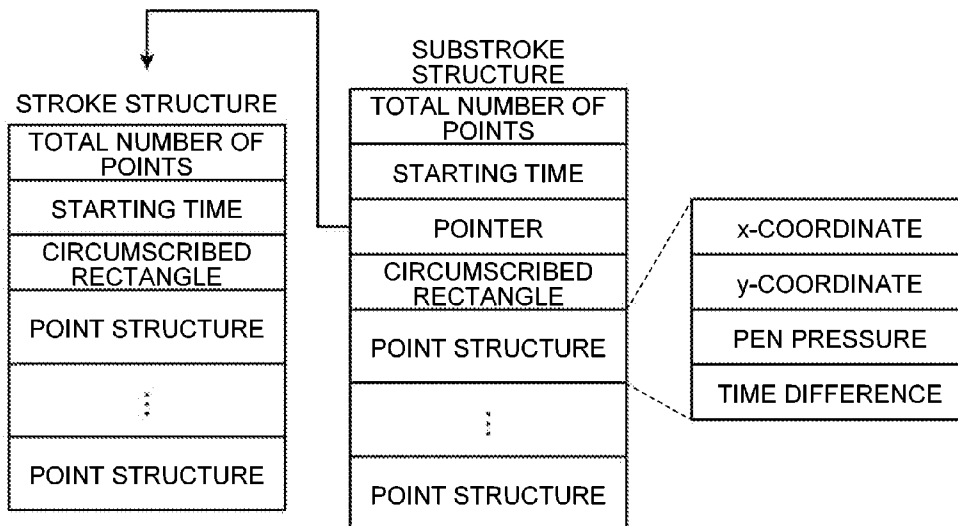 STROKE STRUCTURE
TOTAL NUMBER OF
POINTS
STARTING TIME
CIRCUMSCRIBED
RECTANGLE
POINT STRUCTURE
⋮
POINT STRUCTURE
SUBSTROKE
STRUCTURE
TOTAL NUMBER OF
POINTS
STARTING TIME
POINTER
CIRCUMSCRIBED
RECTANGLE
POINT STRUCTURE
⋮
POINT STRUCTURE
x-COORDINATE
y-COORDINATE
PEN PRESSURE
TIME DIFFERENCE